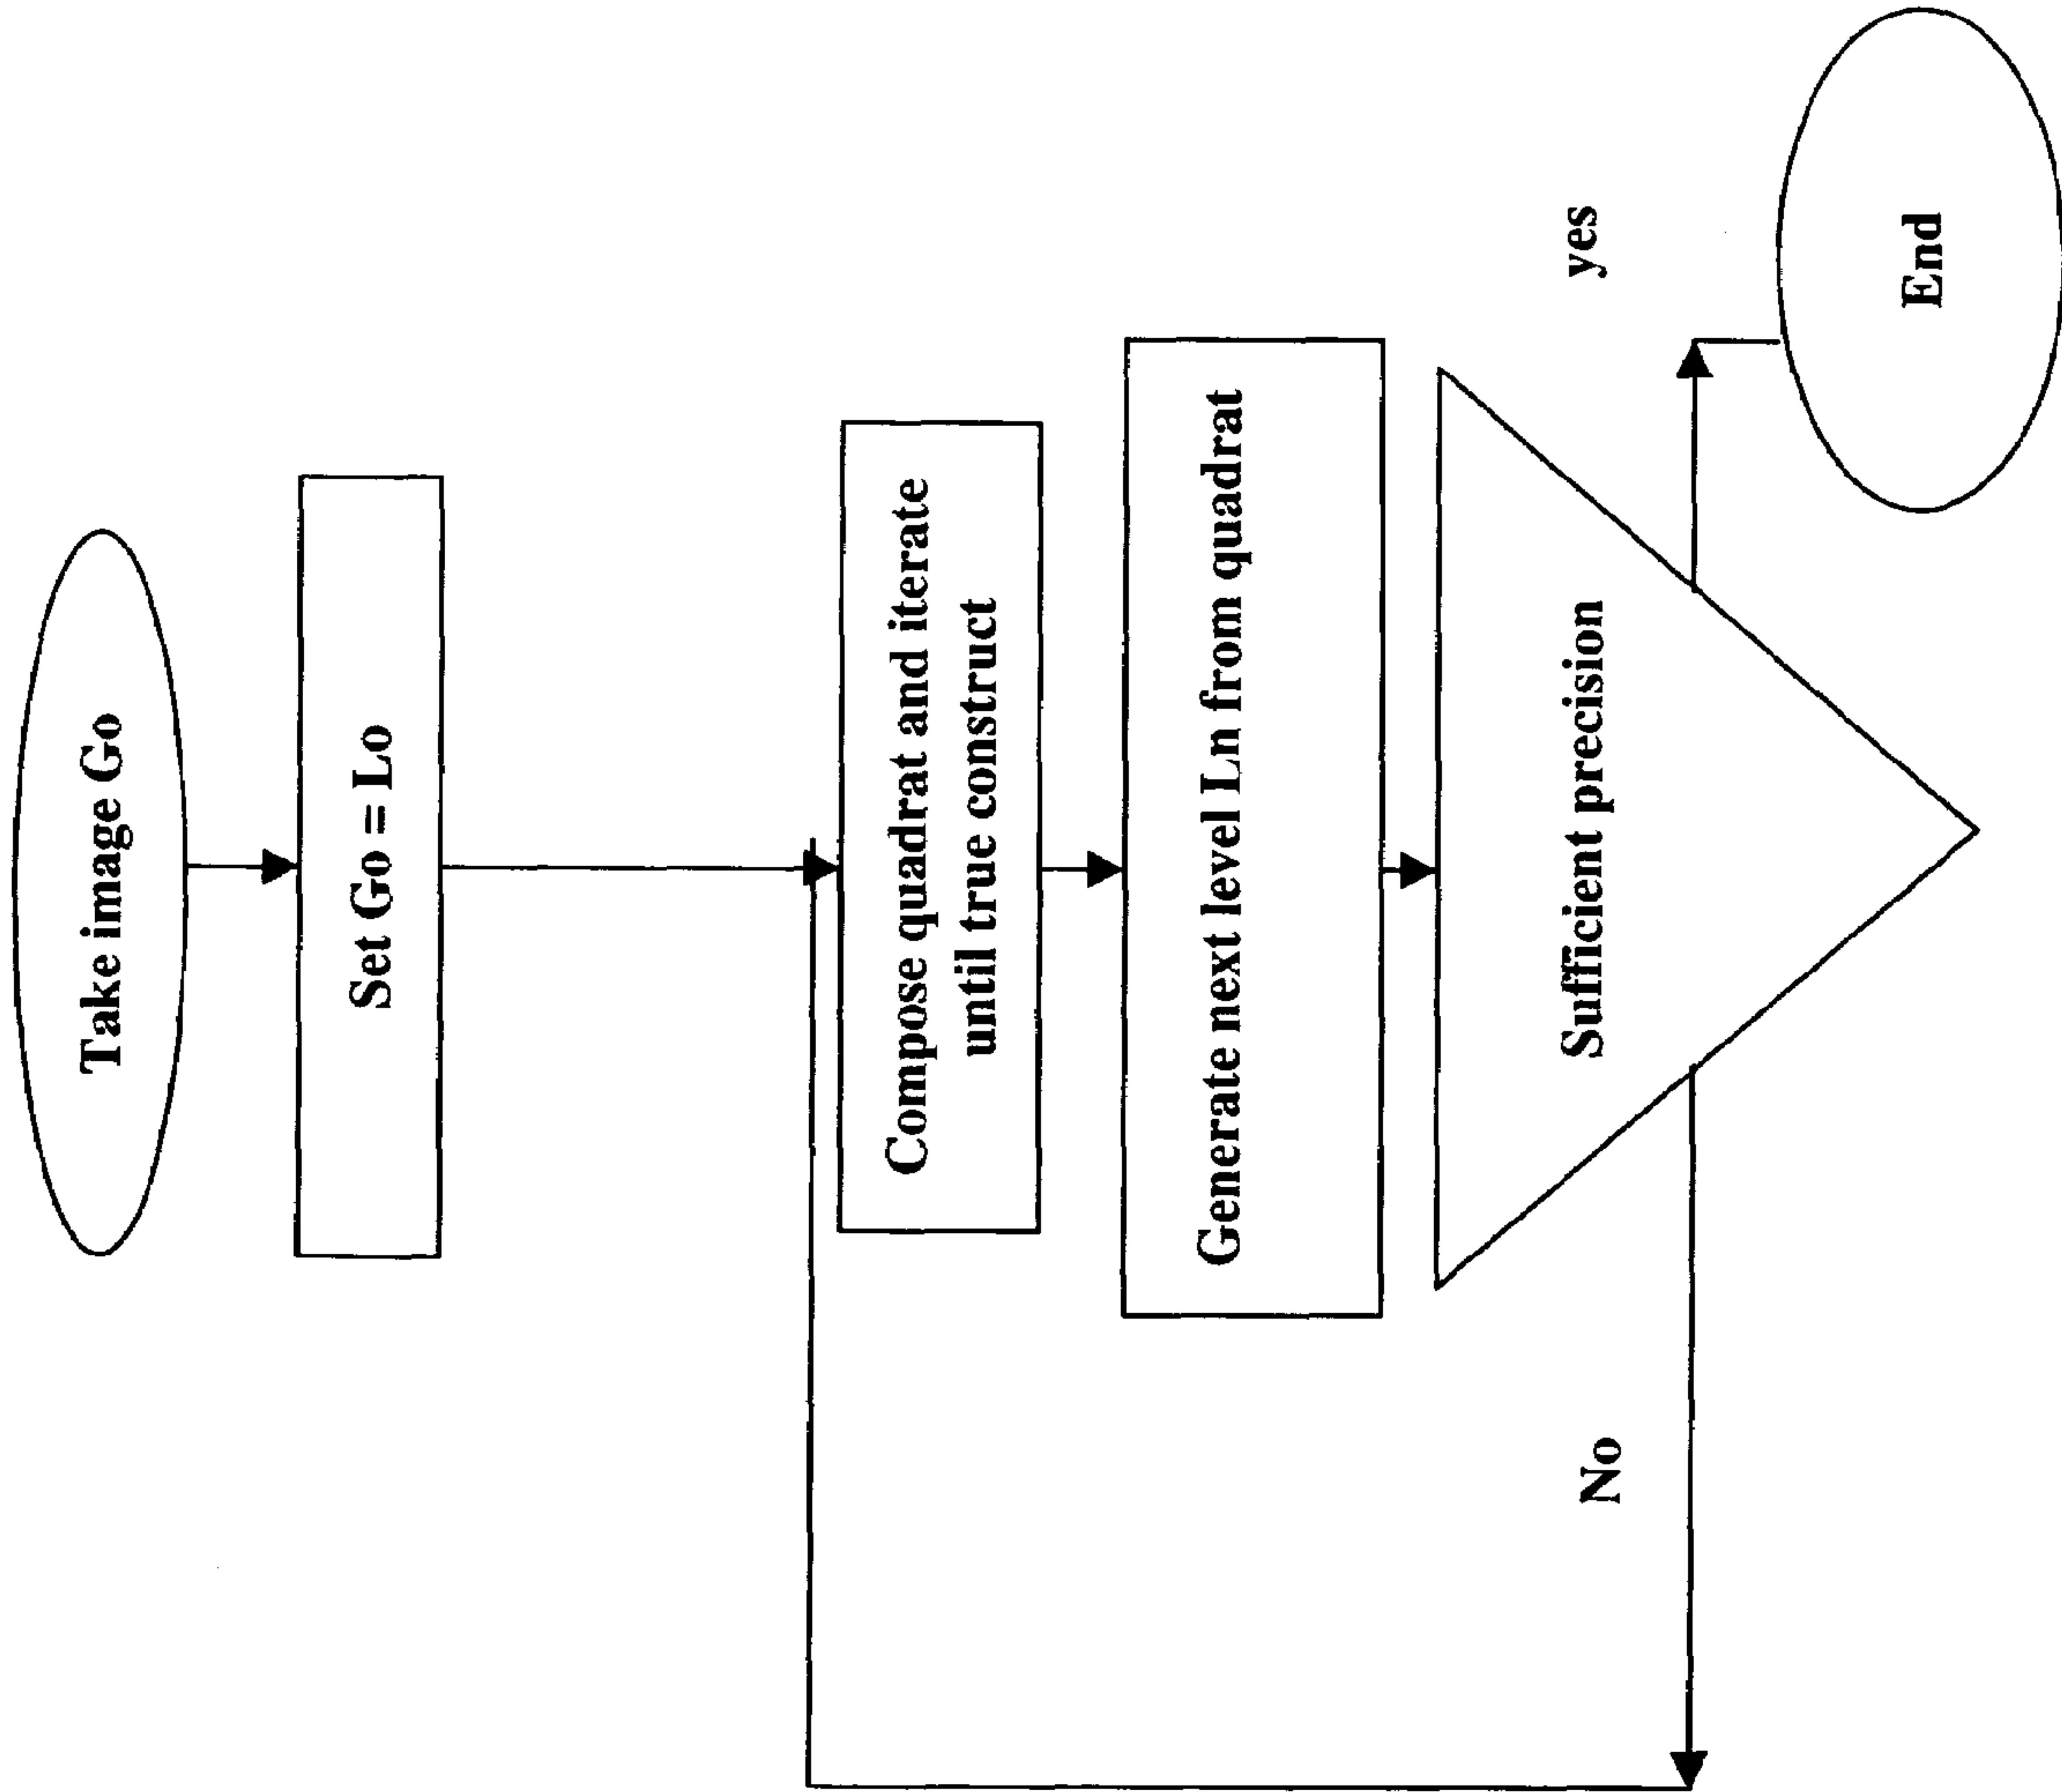 Take image Go
Set Go = Lo
Compose quadrat and iterate
until true construct
Generate next level Ln from quadrat
Sufficient precision
No
yes
End